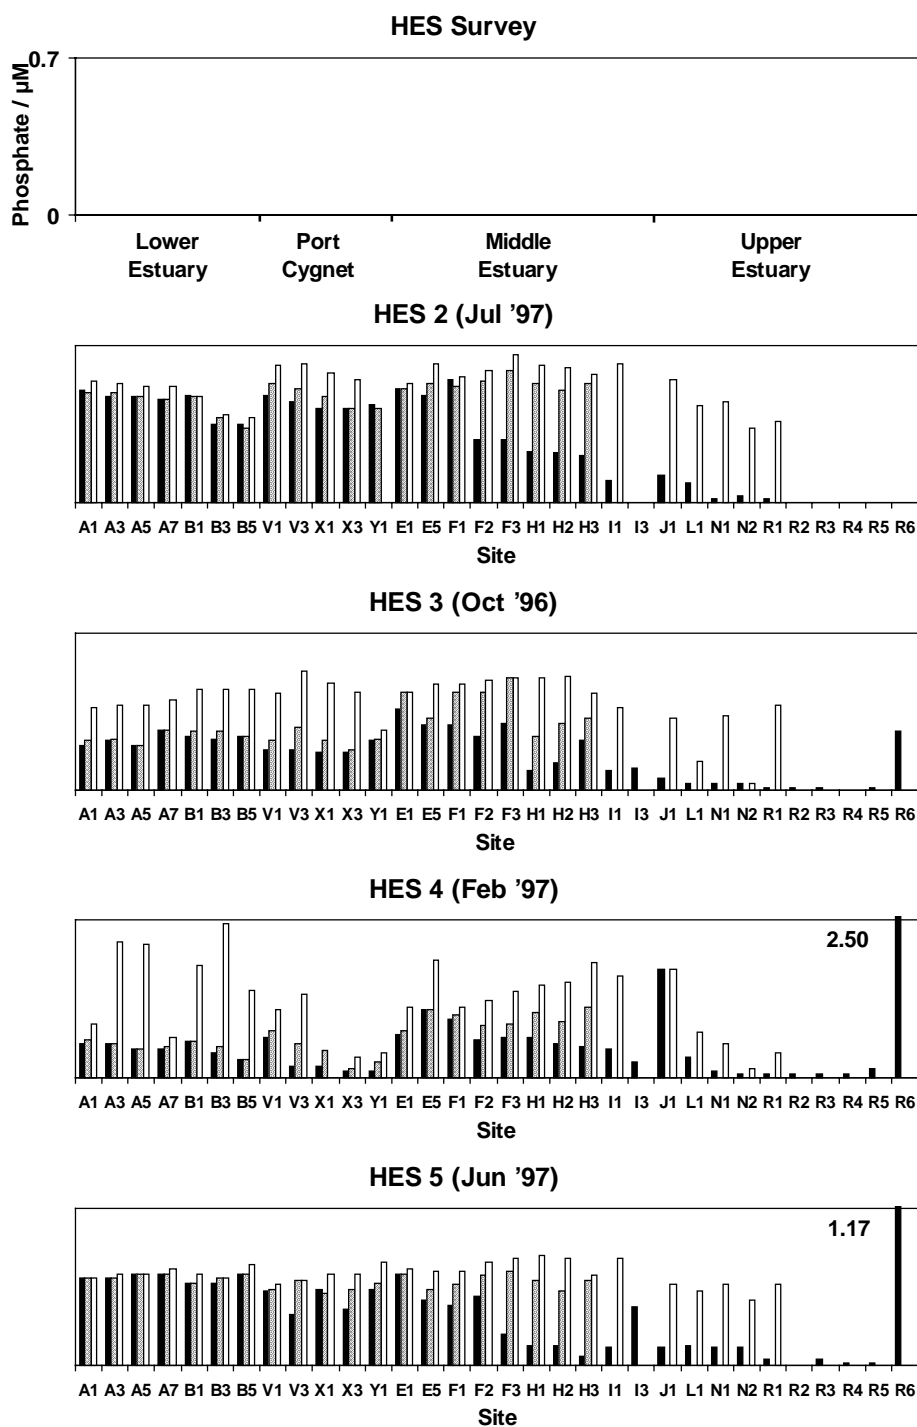 HES Survey
0.7
Phosphate / µM
0
Lower Port Middle Upper
Estuary Cygnet Estuary Estuary
HES 2 (Jul '97)
A1 A3 A5 A7 B1 B3 B5 V1 V3 X1 X3 Y1 E1 E5 F1 F2 F3 H1 H2 H3 I1 I3 J1 L1 N1 N2 R1 R2 R3 R4 R5 R6
Site
HES 3 (Oct '96)
A1 A3 A5 A7 B1 B3 B5 V1 V3 X1 X3 Y1 E1 E5 F1 F2 F3 H1 H2 H3 I1 I3 J1 L1 N1 N2 R1 R2 R3 R4 R5 R6
Site
HES 4 (Feb '97)
2.50
A1 A3 A5 A7 B1 B3 B5 V1 V3 X1 X3 Y1 E1 E5 F1 F2 F3 H1 H2 H3 I1 I3 J1 L1 N1 N2 R1 R2 R3 R4 R5 R6
Site
HES 5 (Jun '97)
1.17
A1 A3 A5 A7 B1 B3 B5 V1 V3 X1 X3 Y1 E1 E5 F1 F2 F3 H1 H2 H3 I1 I3 J1 L1 N1 N2 R1 R2 R3 R4 R5 R6
Site